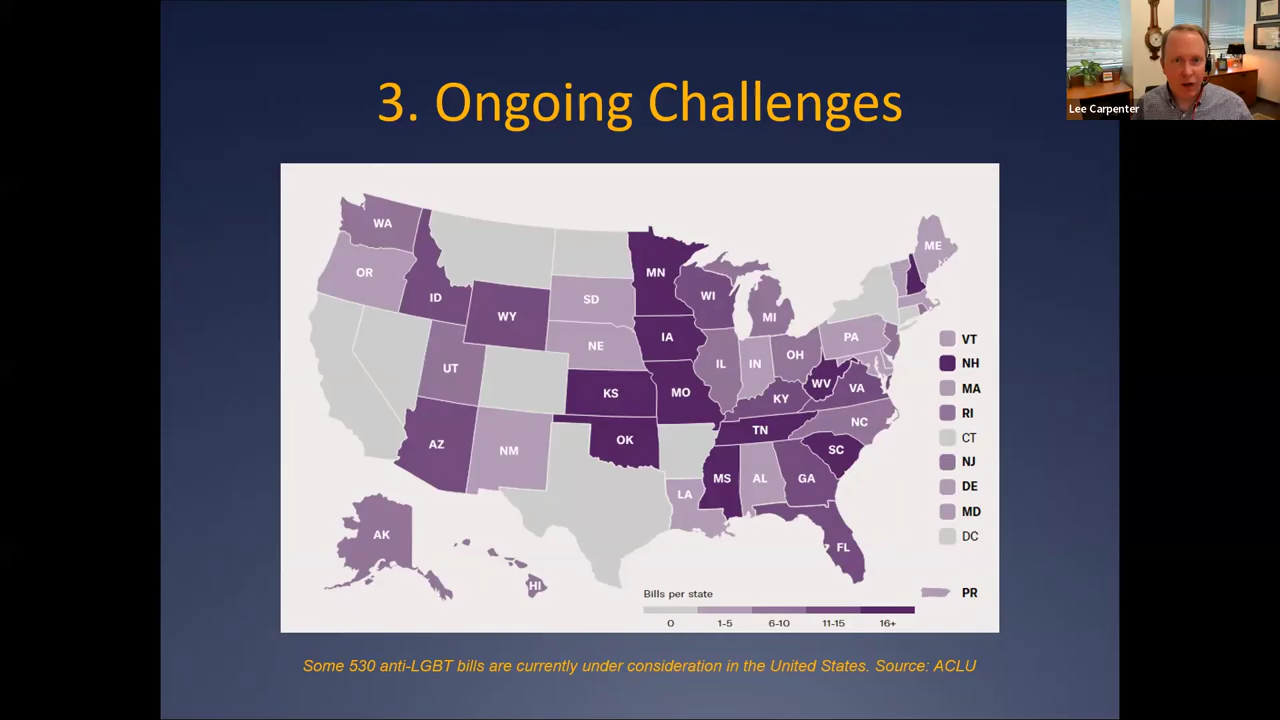 3. Ongoing Challenges
Lee Carpenter
WA
OR
ID
WY
UT
AZ
NM
SD
NE
KS
OK
MN
IA
MO
WI
IL
MI
IN
OH
KY
TN
MS
AL
LA
GA
FL
SC
NC
VA
WV
PA
ME
AK
HI
VT
NH
MA
RI
CT
NJ
DE
MD
DC
PR
Bills per state
0 1-5 6-10 11-15 16+
Some 530 anti-LGBT bills are currently under consideration in the United States. Source: ACLU